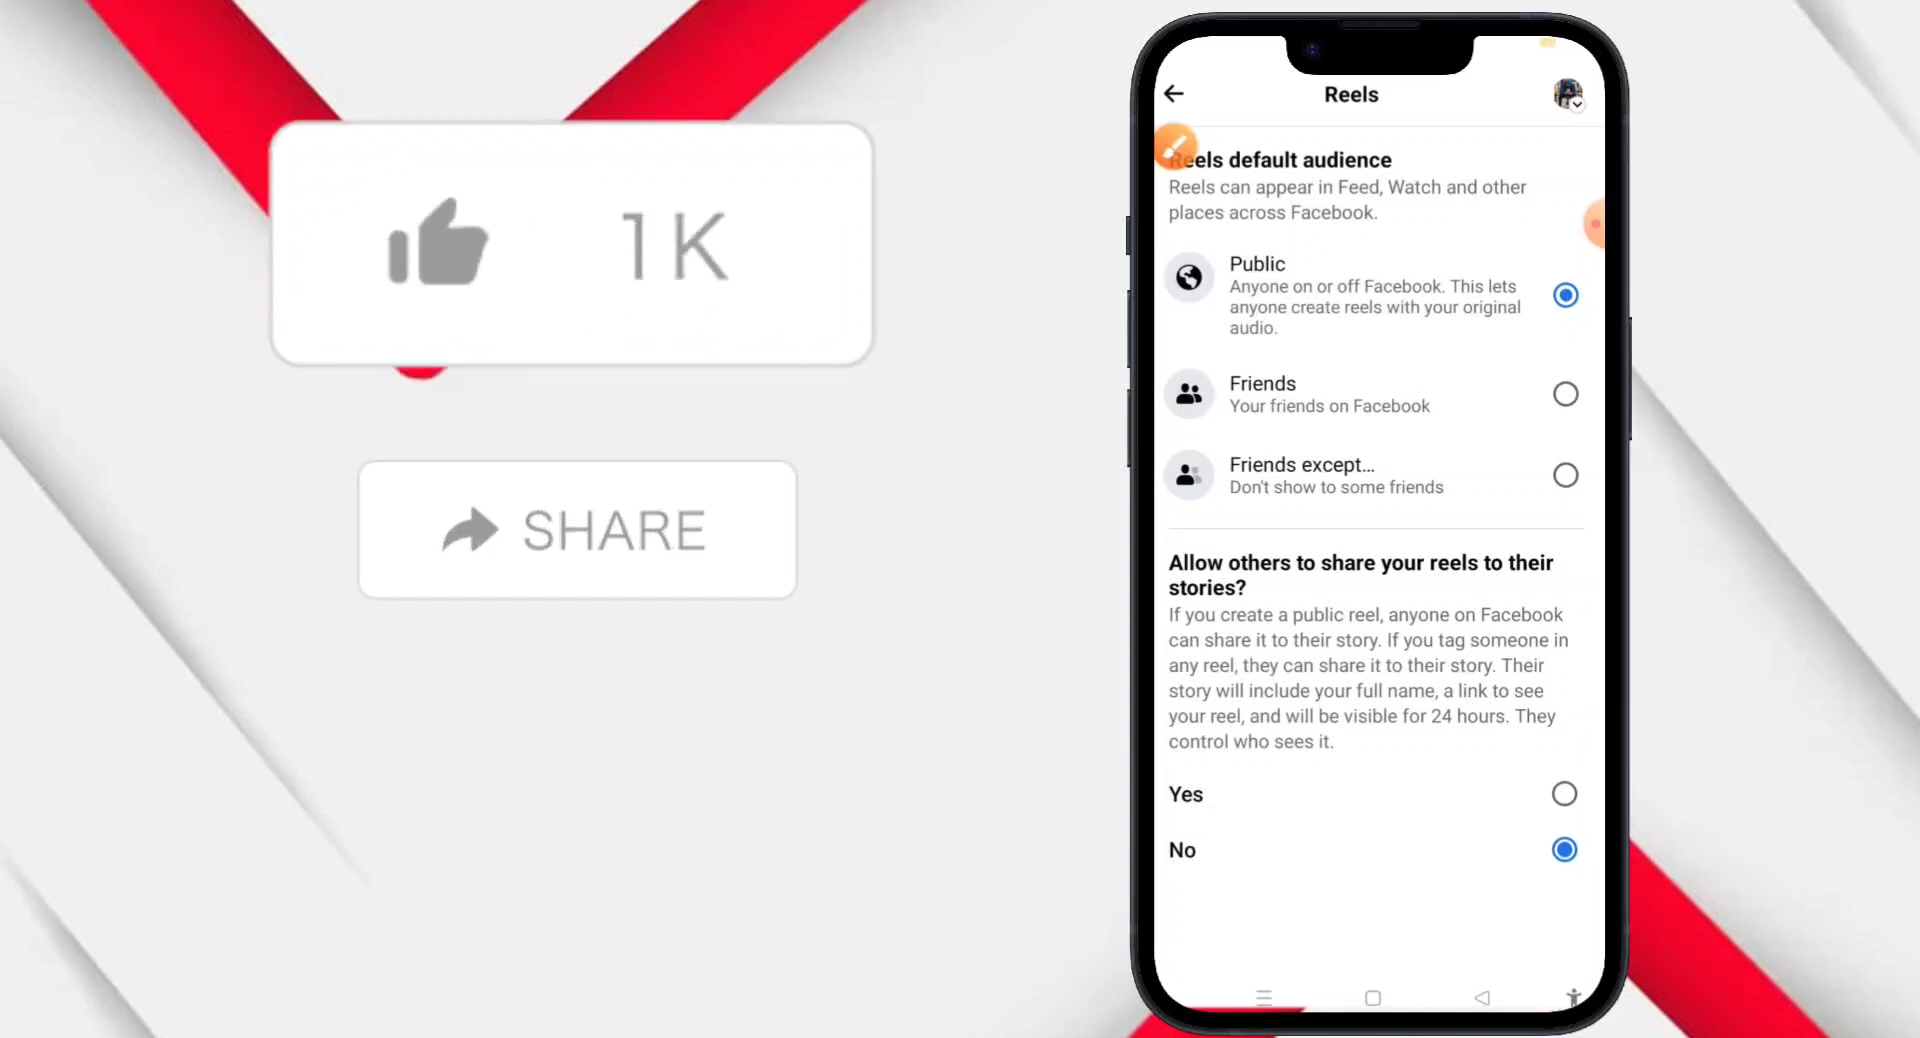 1K
SHARE
Reels
Reels default audience
Reels can appear in Feed, Watch and other
places across Facebook.
Public
Anyone on or off Facebook. This lets
anyone create reels with your original
audio.
Friends
Your friends on Facebook
Friends except...
Don't show to some friends
Allow others to share your reels to their
stories?
If you create a public reel, anyone on Facebook
can share it to their story. If you tag someone in
any reel, they can share it to their story. Their
story will include your full name, a link to see
your reel, and will be visible for 24 hours. They
control who sees it.
Yes
No